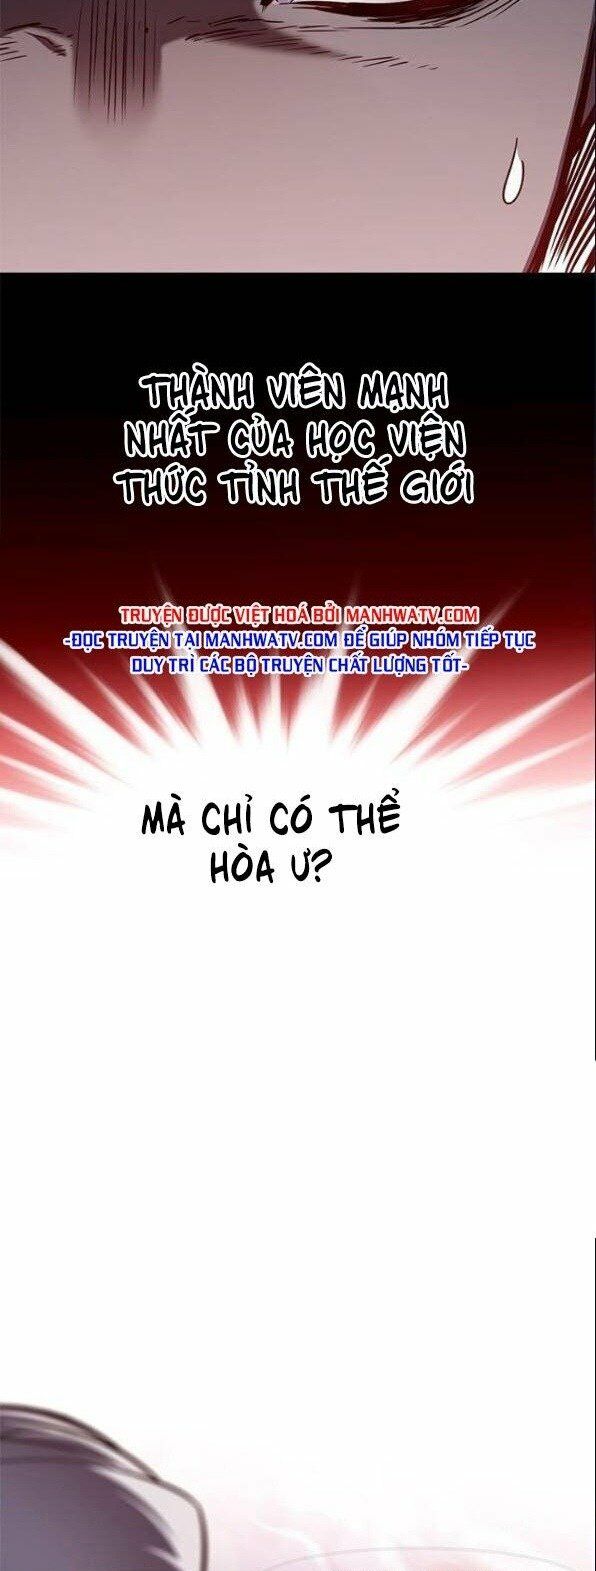 THÀNH VIÊN MẠNH
NHẤT CỦA HỌC VIỆN
THỨC TỈNH THẾ GIỚI
TRUYỆN ĐƯỢC VIỆT HOÁ BỞI MANHWATV.COM
-ĐỌC TRUYỆN TẠI MANHWATV.COM ĐỂ GIÚP NHÓM TIẾP TỤC
DUY TRÌ CÁC BỘ TRUYỆN CHẤT LƯỢNG TỐT-
MÀ CHỈ CÓ THỂ
HÒA Ư?